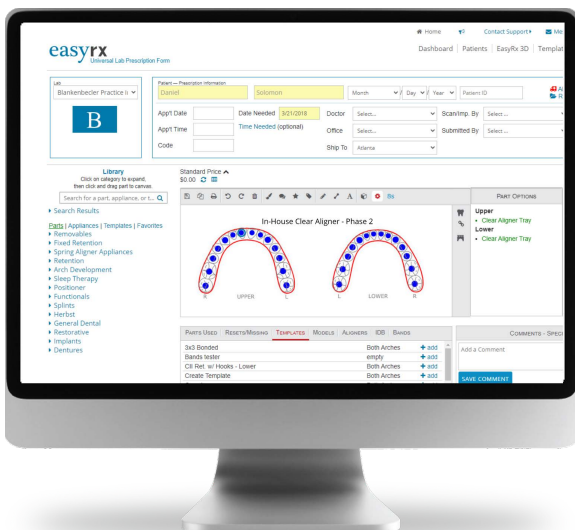 Home Contact Support
easyrx
Universal Lab Prescription Form
Dashboard | Patients | EasyRx 3D |
Lab
Patient — Prescription Information
Blankenbecler Practice
Daniel Solomon Month / Day / Year Patient ID
B
App't Date Date Needed 9/21/2018 Doctor Select... Scan/Imp. By Select ...
App't Time Time Needed (optional) Office Select... Submitted By Select ...
Code Ship To Atlanta
Library
Click on category to expand,
then click and drag part to canvas
Search for a part, appliance, or t...
Search Results
Parts | Appliances | Templates | Favorites
Removables
Fixed Retention
Spring Aligner Appliances
Retention
Arch Development
Sleep Therapy
Positioner
Functionals
Splints
Herbst
General Dental
Restorative
Implants
Dentures
Standard Price
$0.00
In-House Clear Aligner - Phase 2
R UPPER L L LOWER R
PART OPTIONS
Upper
Clear Aligner Tray
Lower
Clear Aligner Tray
PARTS USED RESETS/MISSING TEMPLATES MODELS ALIGNERS IDB BANDS
3x3 Bonded Both Arches + add
Bands tester empty + add
CII Ret. w/ Hooks - Lower Both Arches + add
Create Template Both Arches + add
COMMENTS - SPECI
Add a Comment
SAVE COMMENT